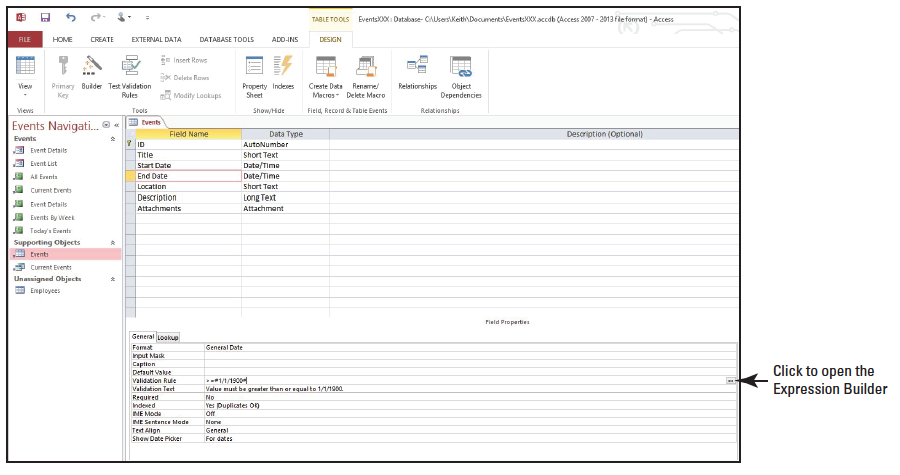 TABLE TOOLS
EventsXXX : Database- C:\Users\Keith\Documents\EventsXXX.accdb (Access 2007 - 2013 file format) - Access
FILE HOME CREATE EXTERNAL DATA DATABASE TOOLS ADD-INS DESIGN
View
Primary Key
Builder
Test Validation Rules
Insert Rows
Delete Rows
Modify Lookups
Property Sheet
Indexes
Create Data Macros
Rename/ Delete Macro
Relationships
Object Dependencies
Views Tools Show/Hide Field, Record & Table Events Relationships
Events Navigati... «
Events
Event Details
Event List
All Events
Current Events
Event Details
Events By Week
Today's Events
Supporting Objects
Events
Current Events
Unassigned Objects
Employees
Events
Field Name Data Type Description (Optional)
ID AutoNumber
Title Short Text
Start Date Date/Time
End Date Date/Time
Location Short Text
Description Long Text
Attachments Attachment
Field Properties
General Lookup
Format General Date
Input Mask
Caption
Default Value
Validation Rule >=#1/1/1900#
Validation Text Value must be greater than or equal to 1/1/1900.
Required No
Indexed Yes (Duplicates OK)
IME Mode Off
IME Sentence Mode None
Text Align General
Show Date Picker For dates
Click to open the
Expression Builder